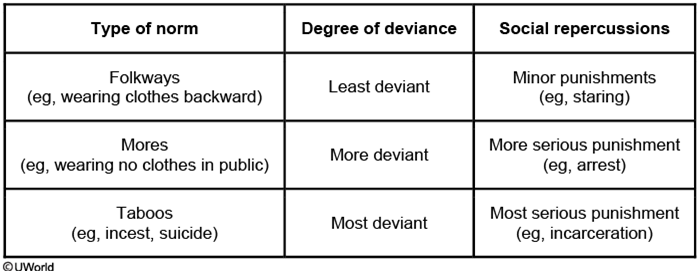 Type of norm
Degree of deviance
Social repercussions
Folkways
(eg, wearing clothes backward)
Least deviant
Minor punishments
(eg, staring)
Mores
(eg, wearing no clothes in public)
More deviant
More serious punishment
(eg, arrest)
Taboos
(eg, incest, suicide)
Most deviant
Most serious punishment
(eg, incarceration)
©UWorld